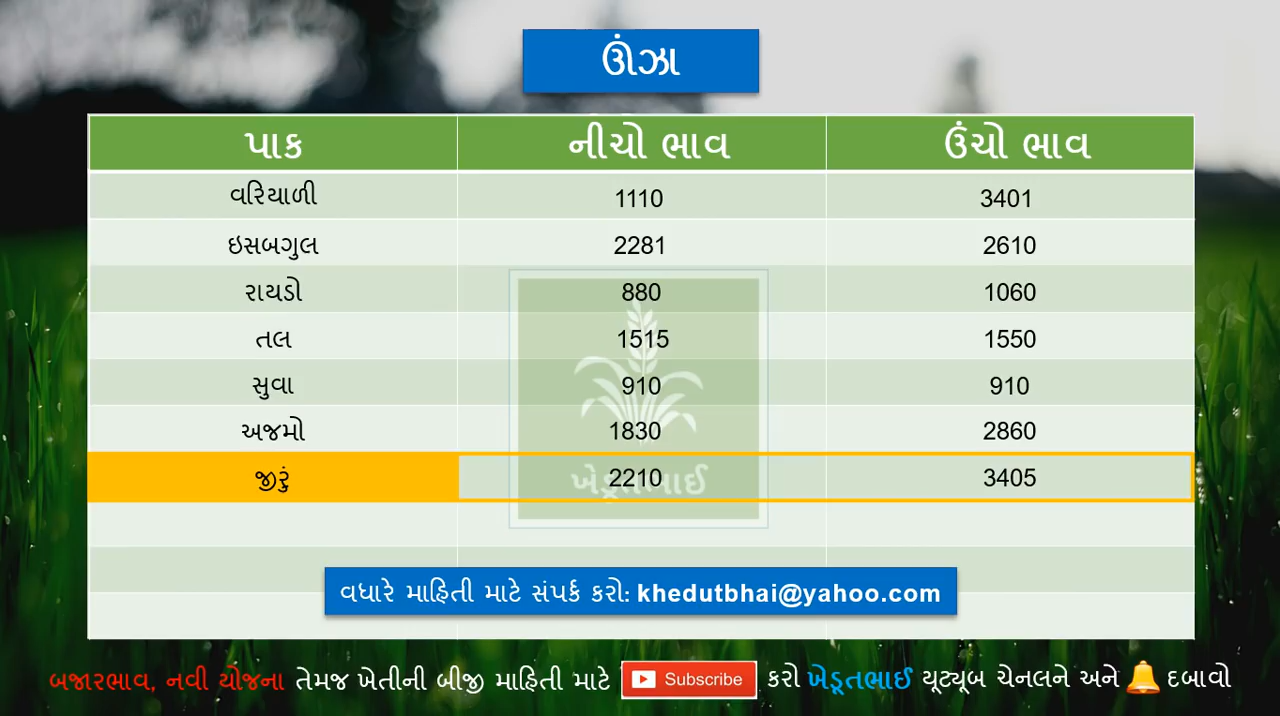 ઊંઝા
પાક નીચો ભાવ ઉંચો ભાવ
વરિયાળી 1110 3401
ઇસબગુલ 2281 2610
રાયડો 880 1060
તલ 1515 1550
સુવા 910 910
અજમો 1830 2860
જીરું 2210 3405
ખેડૂતભાઈ
વધારે માહિતી માટે સંપર્ક કરો: khedutbhai@yahoo.com
બજારભાવ, નવી યોજના તેમજ ખેતીની બીજી માહિતી માટે Subscribe કરો ખેડૂતભાઈ યૂટ્યૂબ ચેનલને અને દબાવો